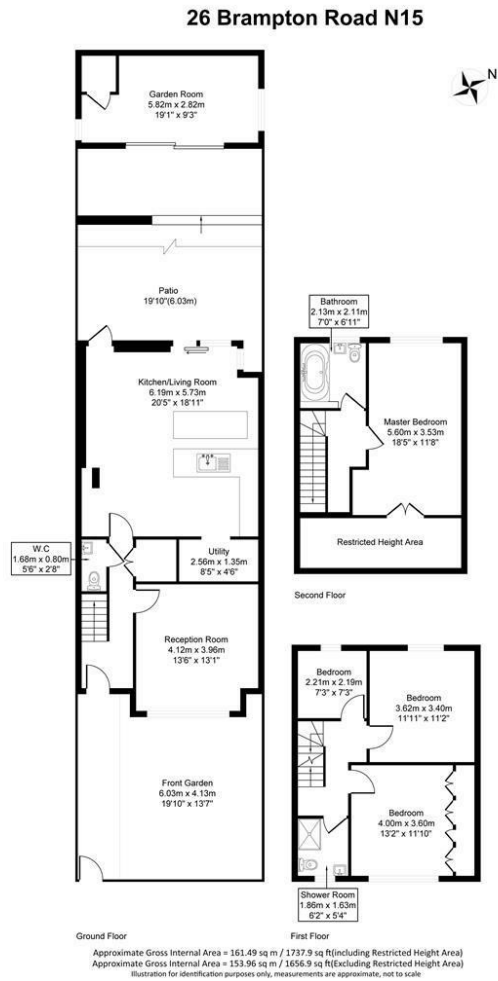 26 Brampton Road N15
N
Garden Room
5.82m x 2.82m
19'1" x 9'3"
Patio
19'10"(6.03m)
Kitchen/Living Room
6.19m x 5.73m
20'5" x 18'11"
W.C
1.68m x 0.80m
5'6" x 2'8"
Utility
2.56m x 1.35m
8'5" x 4'6"
Reception Room
4.12m x 3.96m
13'6" x 13'1"
Front Garden
6.03m x 4.13m
19'10" x 13'7"
Ground Floor
Bathroom
2.13m x 2.11m
7'0" x 6'11"
Master Bedroom
5.60m x 3.53m
18'5" x 11'8"
Restricted Height Area
Second Floor
Bedroom
2.21m x 2.19m
7'3" x 7'3"
Bedroom
3.62m x 3.40m
11'11" x 11'2"
Bedroom
4.00m x 3.60m
13'2" x 11'10"
Shower Room
1.86m x 1.63m
6'2" x 5'4"
First Floor
Approximate Gross Internal Area = 161.49 sq m / 1737.9 sq ft(including Restricted Height Area)
Approximate Gross Internal Area = 153.96 sq m / 1656.9 sq ft(Excluding Restricted Height Area)
Illustration for identification purposes only, measurements are approximate, not to scale